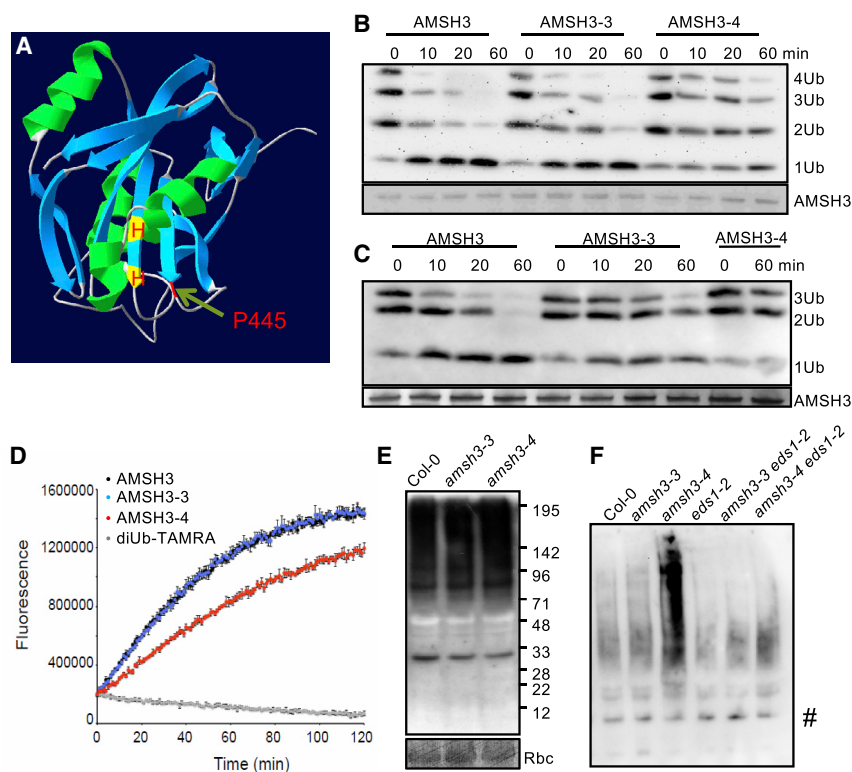 A
H
H
P445
B
AMSH3 AMSH3-3 AMSH3-4
0 10 20 60 0 10 20 60 0 10 20 60 min
4Ub
3Ub
2Ub
1Ub
AMSH3
C
AMSH3 AMSH3-3 AMSH3-4
0 10 20 60 0 10 20 60 0 60 min
3Ub
2Ub
1Ub
AMSH3
D
AMSH3
AMSH3-3
AMSH3-4
diUb-TAMRA
1600000
1200000
800000
400000
0
Fluorescence
0 20 40 60 80 100 120
Time (min)
E
Col-0 amsh3-3 amsh3-4
195
142
96
71
48
33
28
22
12
Rbc
F
Col-0 amsh3-3 amsh3-4 eds1-2 amsh3-3 eds1-2 amsh3-4 eds1-2
#